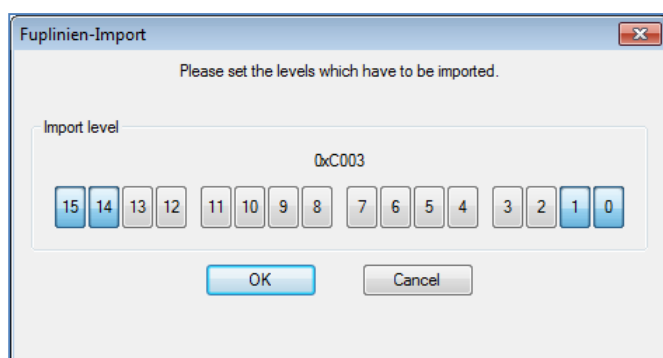 Fuplinien-Import
Please set the levels which have to be imported.
Import level
0xC003
15 14 13 12 11 10 9 8 7 6 5 4 3 2 1 0
OK Cancel